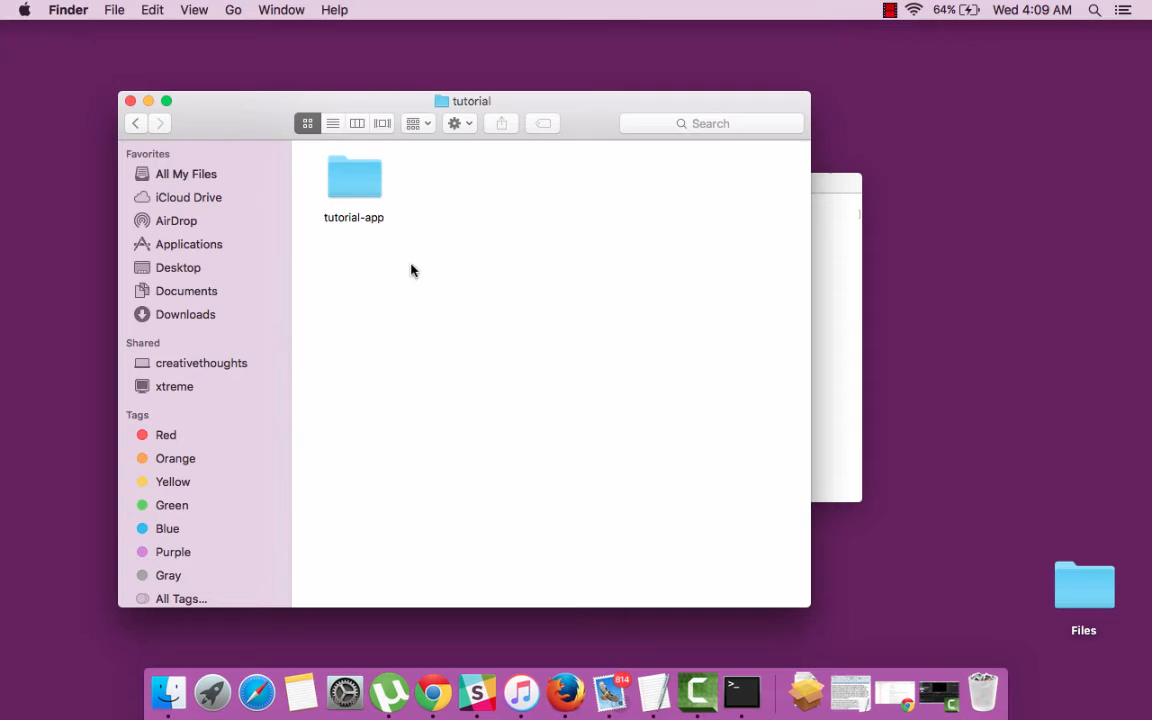 Finder File Edit View Go Window Help 64% Wed 4:09 AM
tutorial
Search
Favorites
All My Files
iCloud Drive
AirDrop
Applications
Desktop
Documents
Downloads
Shared
creativethoughts
xtreme
Tags
Red
Orange
Yellow
Green
Blue
Purple
Gray
All Tags...
tutorial-app
Files
814